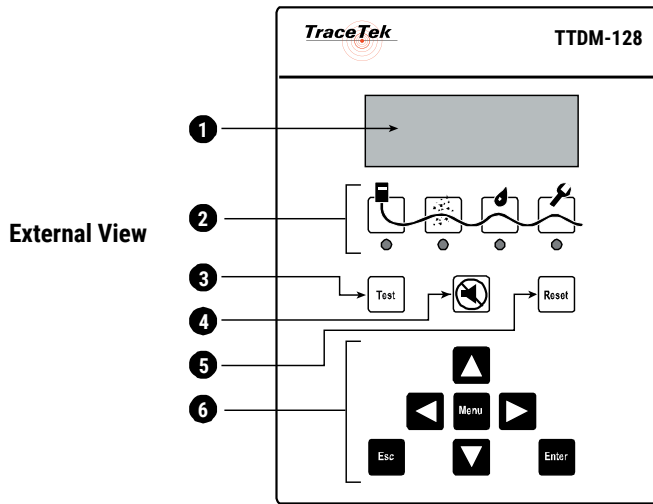 TraceTek
TTDM-128
1
2
External View
3
Test
Reset
4
5
6
Menu
Esc
Enter